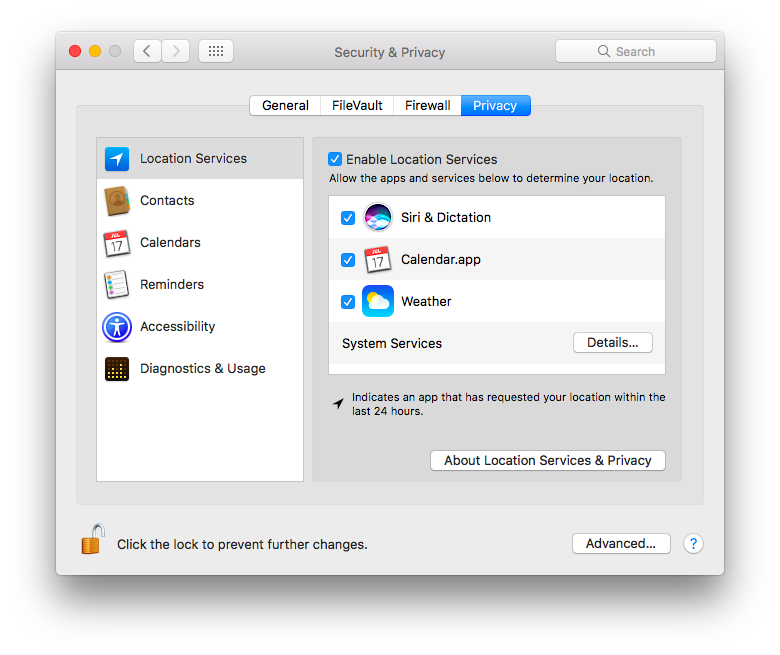 Security & Privacy
Search
General
FileVault
Firewall
Privacy
Location Services
Contacts
JUL
17
Calendars
Reminders
Accessibility
Diagnostics & Usage
Enable Location Services
Allow the apps and services below to determine your location.
Siri & Dictation
JUL
17
Calendar.app
Weather
System Services
Details...
Indicates an app that has requested your location within the
last 24 hours.
About Location Services & Privacy
Click the lock to prevent further changes.
Advanced...
?